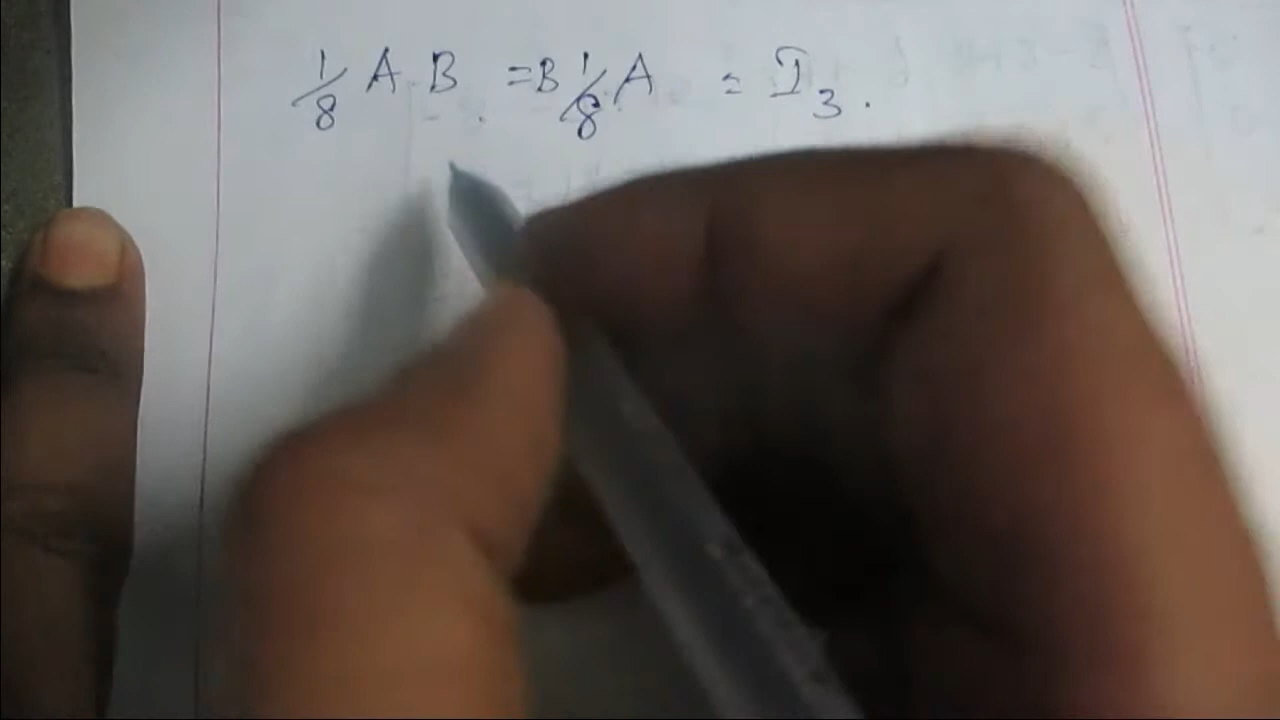 1/8 A B = B 1/8 A = I₃.